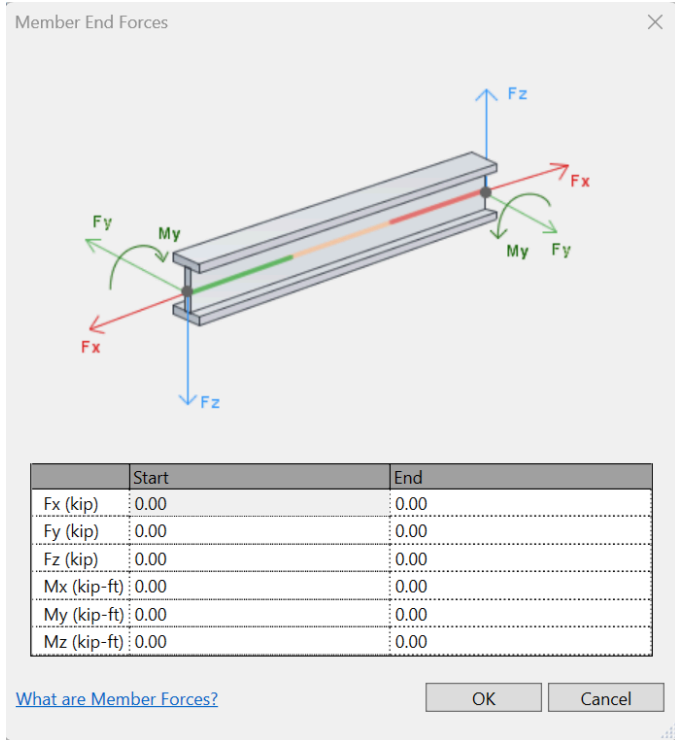 Member End Forces
Fz
Fx
Fy
My
My
Fy
Fx
Fz
Start End
Fx (kip) 0.00 0.00
Fy (kip) 0.00 0.00
Fz (kip) 0.00 0.00
Mx (kip-ft) 0.00 0.00
My (kip-ft) 0.00 0.00
Mz (kip-ft) 0.00 0.00
What are Member Forces? OK Cancel